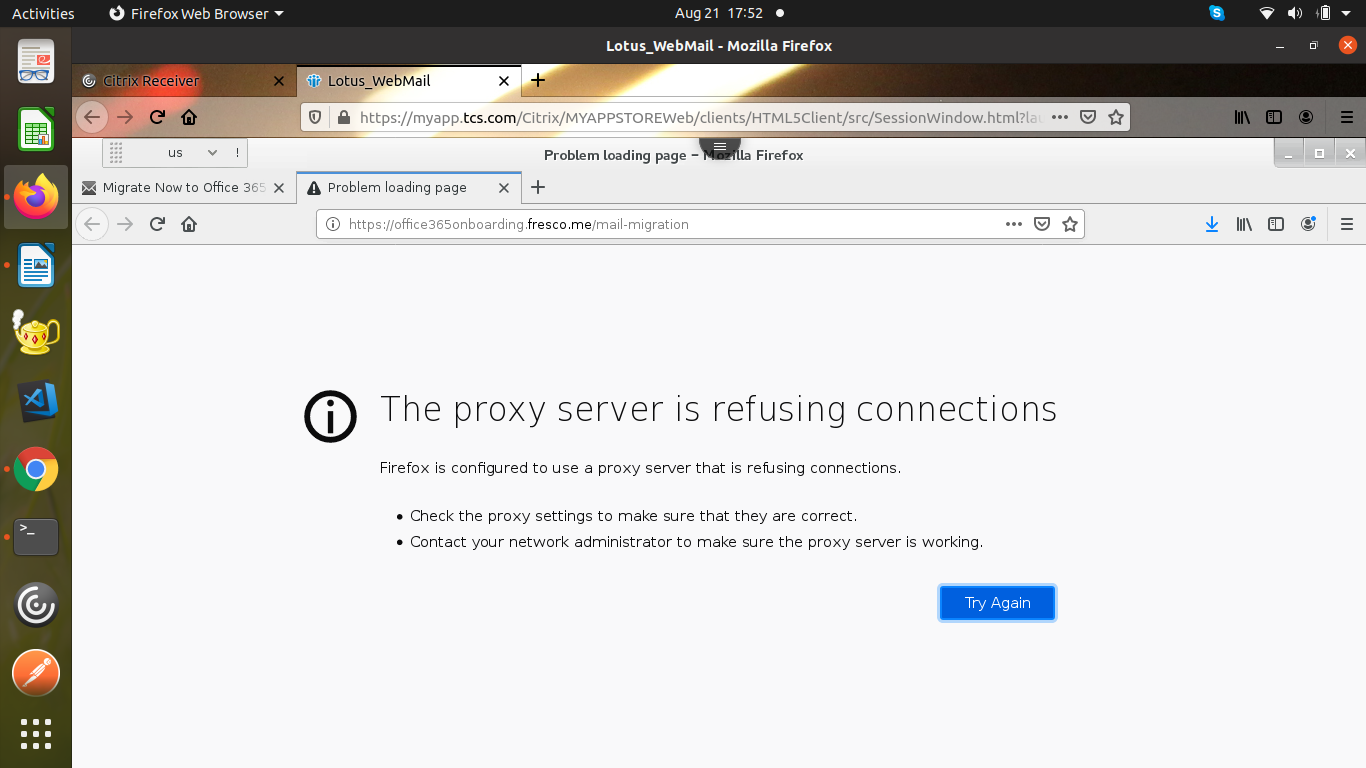 Activities Firefox Web Browser Aug 21 17:52
Lotus_WebMail - Mozilla Firefox
Citrix Receiver Lotus_WebMail
https://myapp.tcs.com/Citrix/MYAPPSTOREWeb/clients/HTML5Client/src/SessionWindow.html?lau
us ! Problem loading page – Mozilla Firefox
Migrate Now to Office 365 Problem loading page
https://office365onboarding.fresco.me/mail-migration
The proxy server is refusing connections
Firefox is configured to use a proxy server that is refusing connections.
• Check the proxy settings to make sure that they are correct.
• Contact your network administrator to make sure the proxy server is working.
Try Again